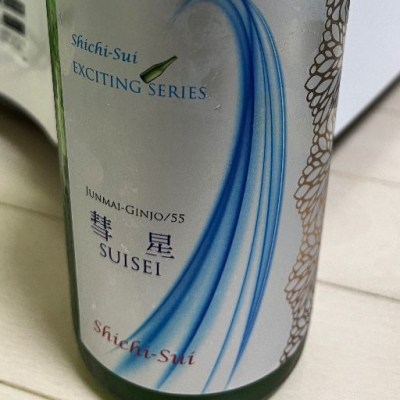 Shichi-Sui
EXCITING SERIES
JUNMAI-GINJO/55
彗星
SUISEI
Shichi-Sui